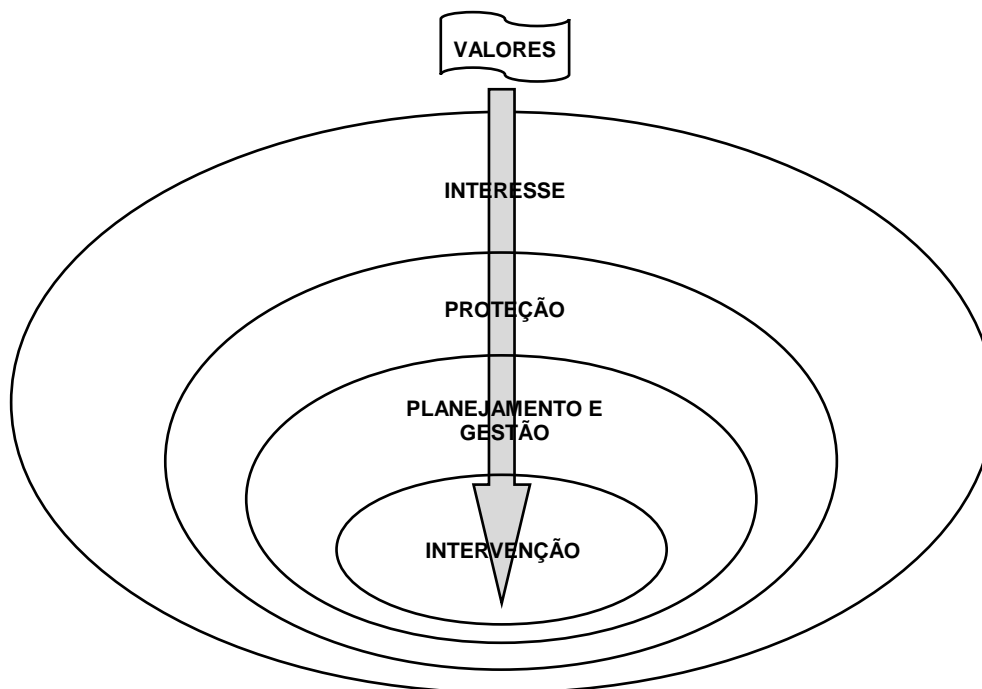 VALORES
INTERESSE
PROTEÇÃO
PLANEJAMENTO E
GESTÃO
INTERVENÇÃO